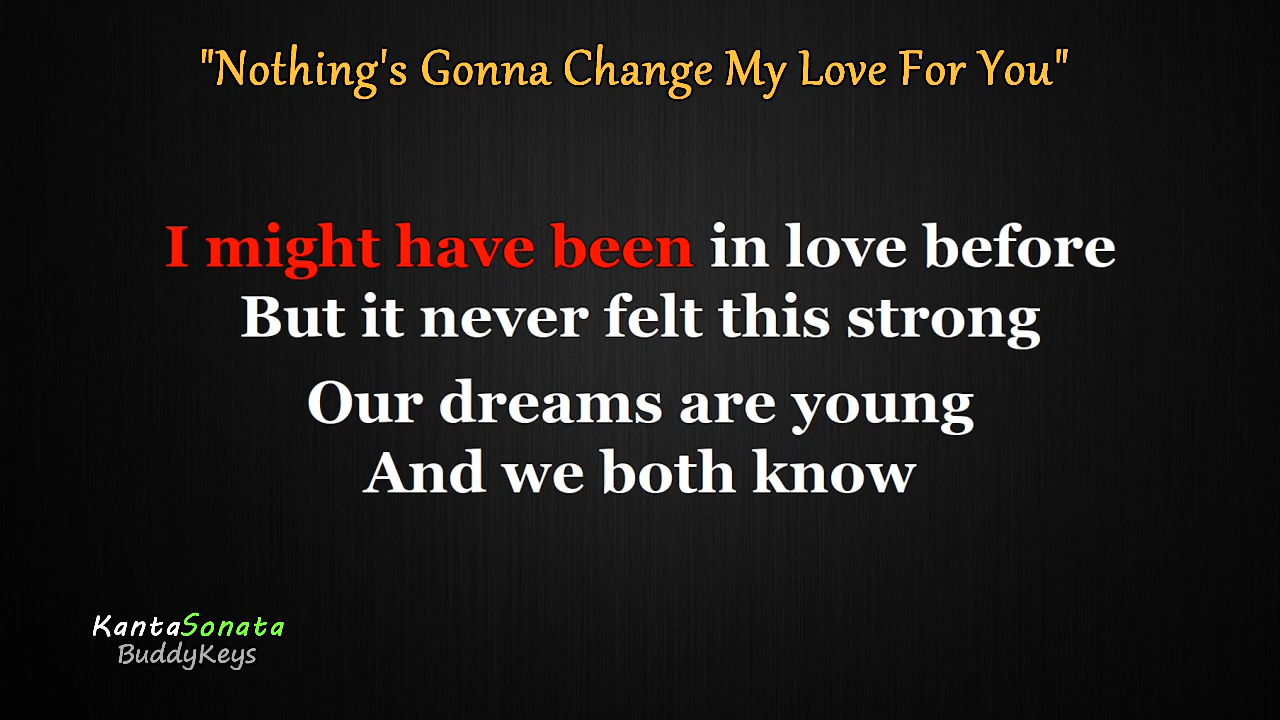 "Nothing's Gonna Change My Love For You"
I might have been in love before
But it never felt this strong
Our dreams are young
And we both know
KantaSonata
BuddyKeys